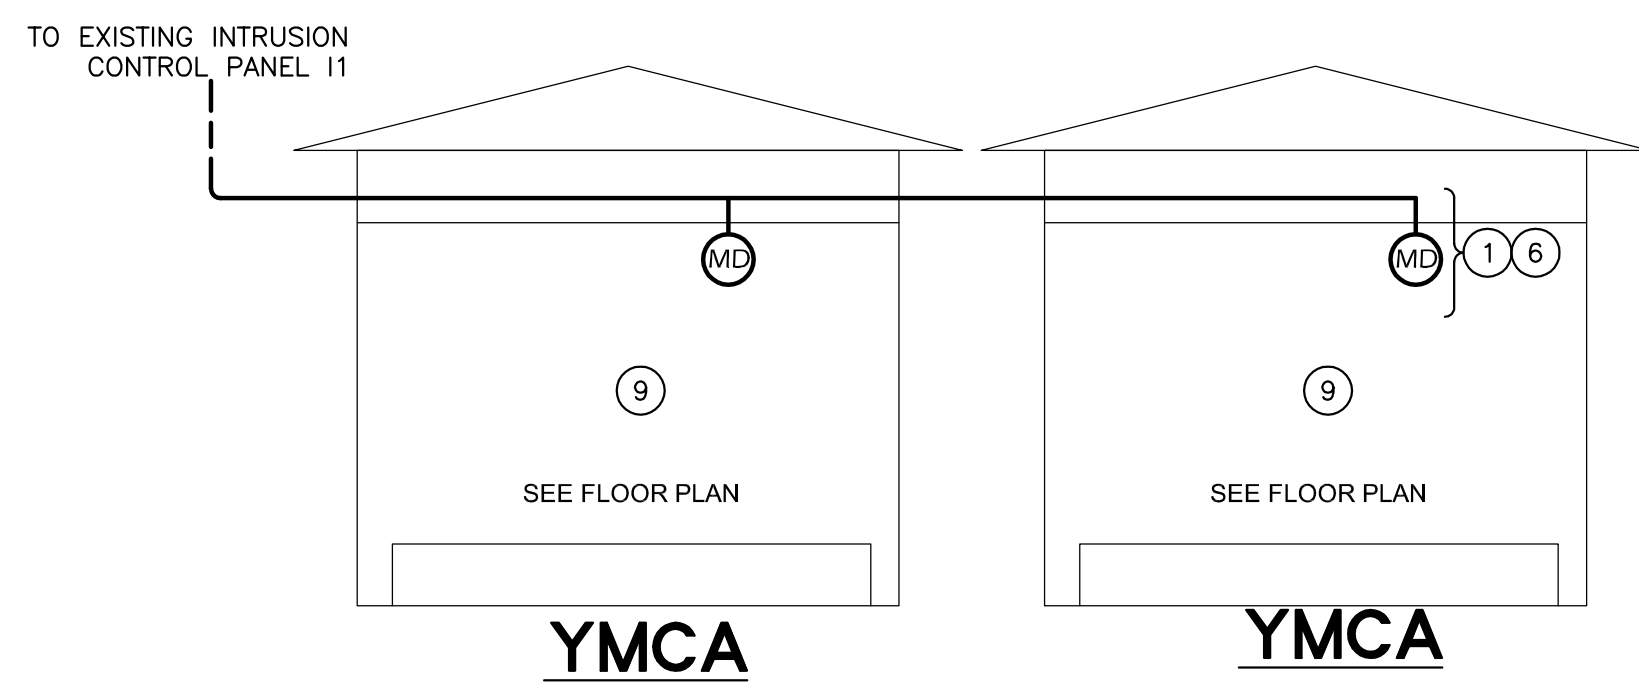 TO EXISTING INTRUSION
CONTROL PANEL I1
MD
MD
1 6
9
9
SEE FLOOR PLAN
SEE FLOOR PLAN
YMCA
YMCA